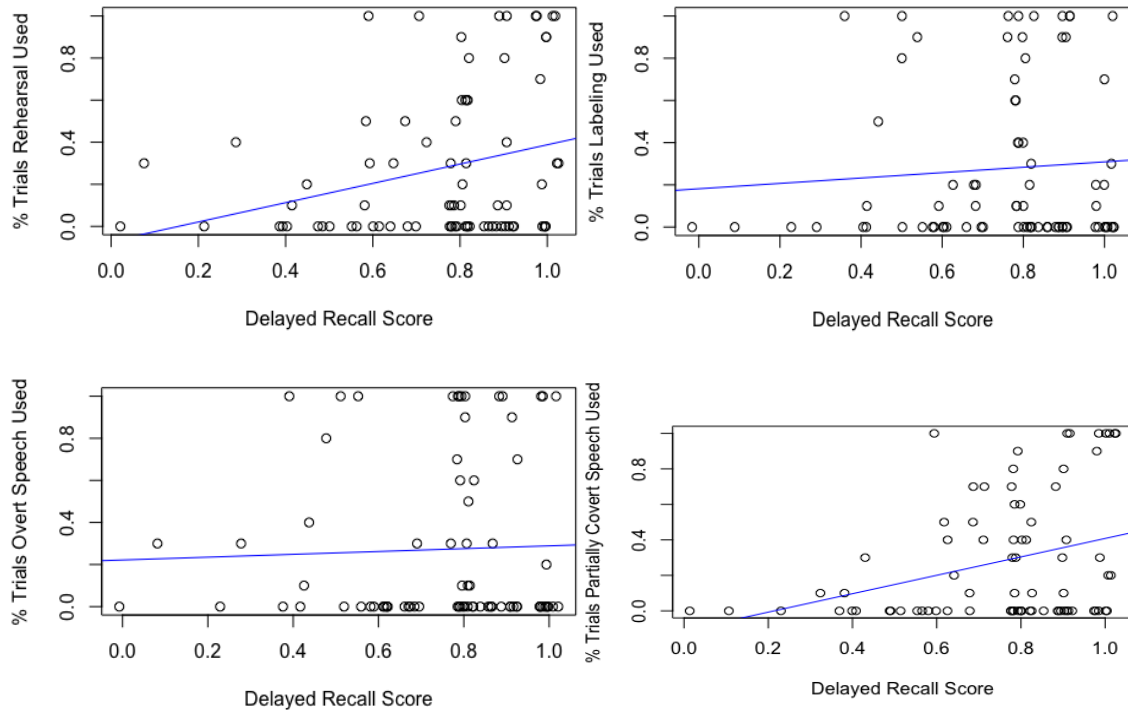 % Trials Rehearsal Used
0.0 0.4 0.8
0.0 0.2 0.4 0.6 0.8 1.0
Delayed Recall Score
% Trials Labeling Used
0.0 0.4 0.8
0.0 0.2 0.4 0.6 0.8 1.0
Delayed Recall Score
% Trials Overt Speech Used
0.0 0.4 0.8
0.0 0.2 0.4 0.6 0.8 1.0
Delayed Recall Score
% Trials Partially Covert Speech Used
0.0 0.4 0.8
0.0 0.2 0.4 0.6 0.8 1.0
Delayed Recall Score